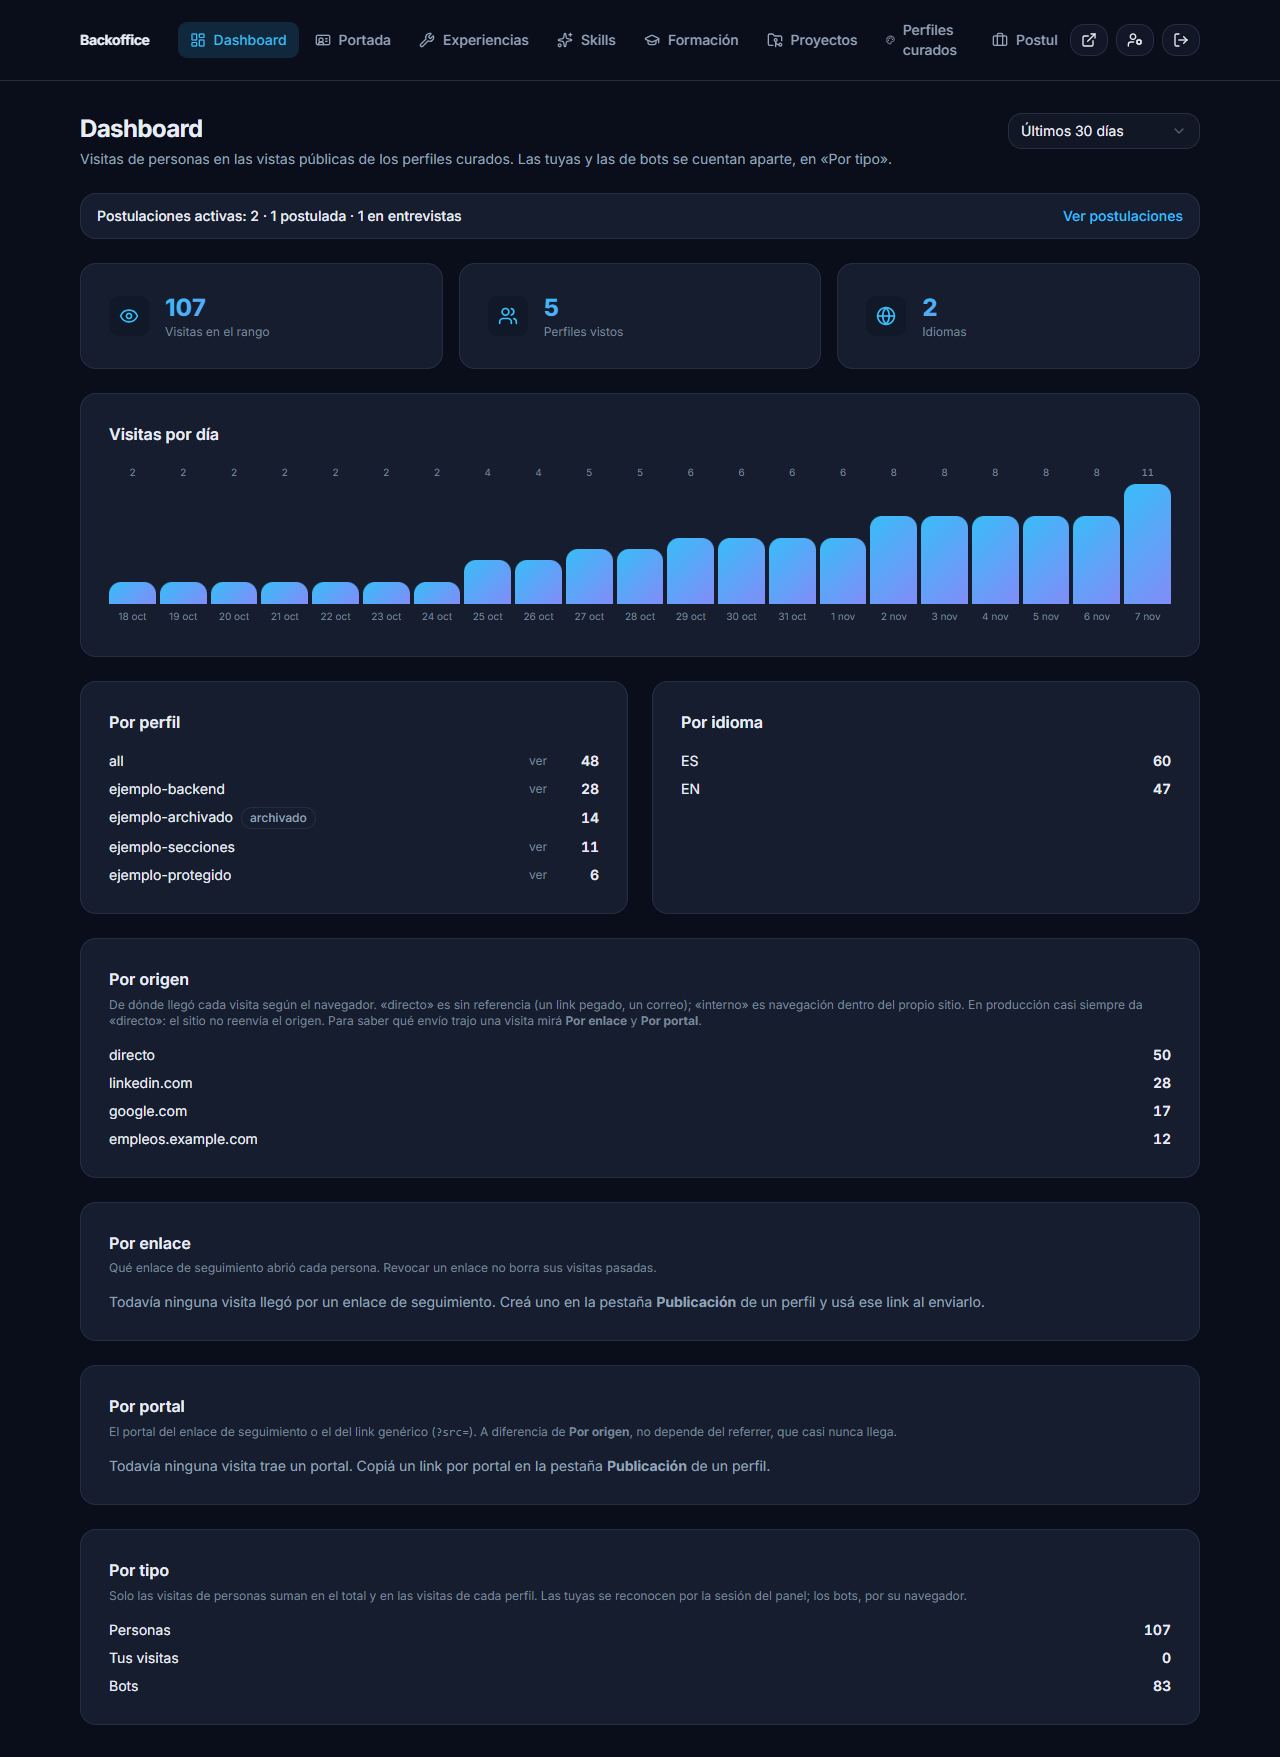 Backoffice
Dashboard
Portada
Experiencias
Skills
Formación
Proyectos
Perfiles
curados
Postul
Dashboard
Últimos 30 días
Visitas de personas en las vistas públicas de los perfiles curados. Las tuyas y las de bots se cuentan aparte, en «Por tipo».
Postulaciones activas: 2 · 1 postulada · 1 en entrevistas
Ver postulaciones
107
Visitas en el rango
5
Perfiles vistos
2
Idiomas
Visitas por día
2 2 2 2 2 2 2 4 4 5 5 6 6 6 6 8 8 8 8 8 11
18 oct 19 oct 20 oct 21 oct 22 oct 23 oct 24 oct 25 oct 26 oct 27 oct 28 oct 29 oct 30 oct 31 oct 1 nov 2 nov 3 nov 4 nov 5 nov 6 nov 7 nov
Por perfil
all ver 48
ejemplo-backend ver 28
ejemplo-archivado archivado 14
ejemplo-secciones ver 11
ejemplo-protegido ver 6
Por idioma
ES 60
EN 47
Por origen
De dónde llegó cada visita según el navegador. «directo» es sin referencia (un link pegado, un correo); «interno» es navegación dentro del propio sitio. En producción casi siempre da
«directo»: el sitio no reenvía el origen. Para saber qué envío trajo una visita mirá Por enlace y Por portal.
directo 50
linkedin.com 28
google.com 17
empleos.example.com 12
Por enlace
Qué enlace de seguimiento abrió cada persona. Revocar un enlace no borra sus visitas pasadas.
Todavía ninguna visita llegó por un enlace de seguimiento. Creá uno en la pestaña Publicación de un perfil y usá ese link al enviarlo.
Por portal
El portal del enlace de seguimiento o el del link genérico (?src=). A diferencia de Por origen, no depende del referrer, que casi nunca llega.
Todavía ninguna visita trae un portal. Copiá un link por portal en la pestaña Publicación de un perfil.
Por tipo
Solo las visitas de personas suman en el total y en las visitas de cada perfil. Las tuyas se reconocen por la sesión del panel; los bots, por su navegador.
Personas 107
Tus visitas 0
Bots 83